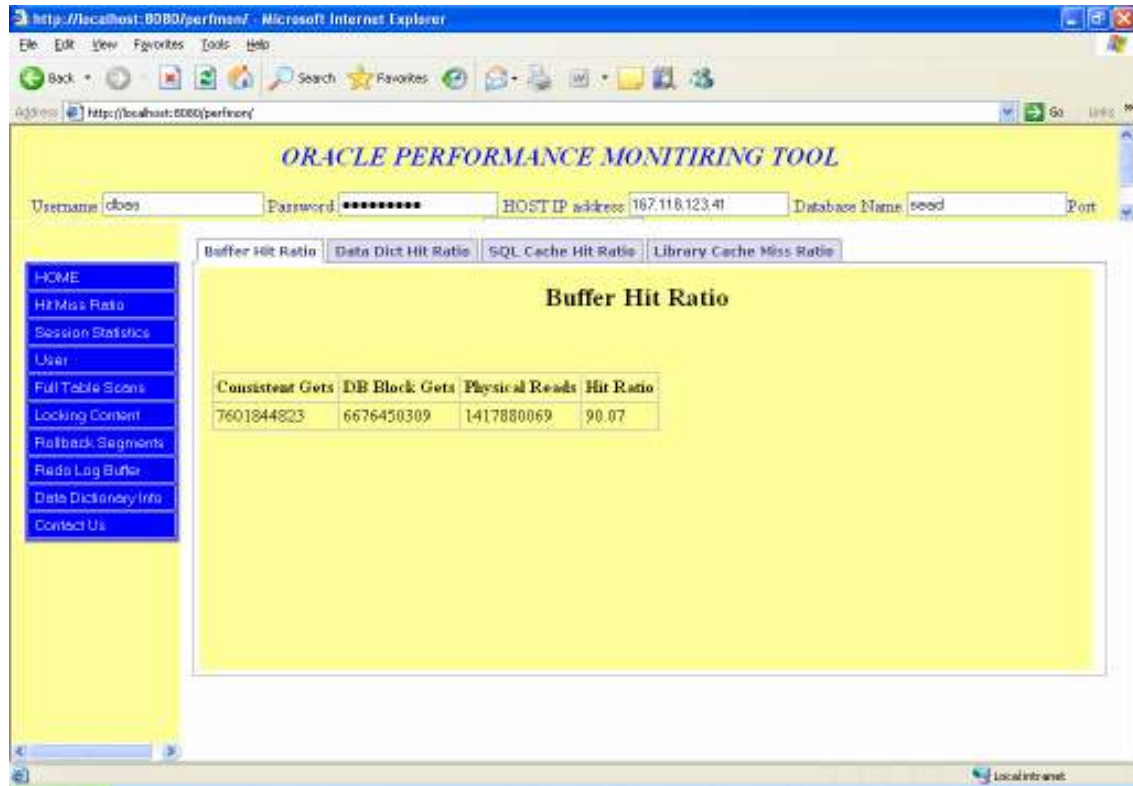 http://localhost:8080/perfmon/ - Microsoft Internet Explorer
File Edit View Favorites Tools Help
Back Search Favorites
Address http://localhost:8080/perfmon/ Go Links
ORACLE PERFORMANCE MONITIRING TOOL
Username dbas Password ●●●●●●●●● HOST IP address 167.118.123.41 Database Name seed Port
Buffer Hit Ratio Data Dict Hit Ratio SQL Cache Hit Ratio Library Cache Miss Ratio
HOME
Hit Miss Ratio
Session Statistics
User
Full Table Scans
Locking Content
Rollback Segments
Redo Log Buffer
Data Dictionary Info
Contact Us
Buffer Hit Ratio
Consistent Gets DB Block Gets Physical Reads Hit Ratio
7601844823 6676450309 1417880069 90.07
Local intranet